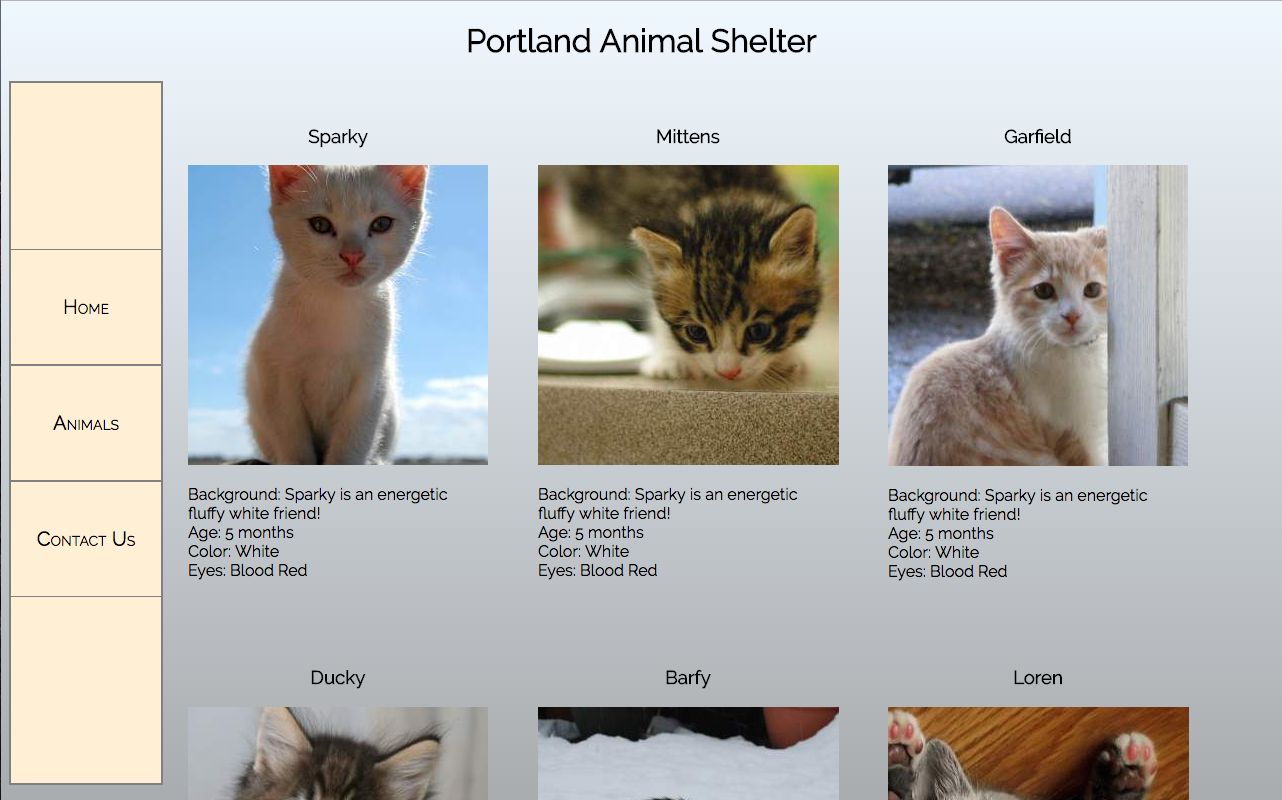 Portland Animal Shelter
Home
Animals
Contact Us
Sparky
Background: Sparky is an energetic
fluffy white friend!
Age: 5 months
Color: White
Eyes: Blood Red
Mittens
Background: Sparky is an energetic
fluffy white friend!
Age: 5 months
Color: White
Eyes: Blood Red
Garfield
Background: Sparky is an energetic
fluffy white friend!
Age: 5 months
Color: White
Eyes: Blood Red
Ducky
Barfy
Loren